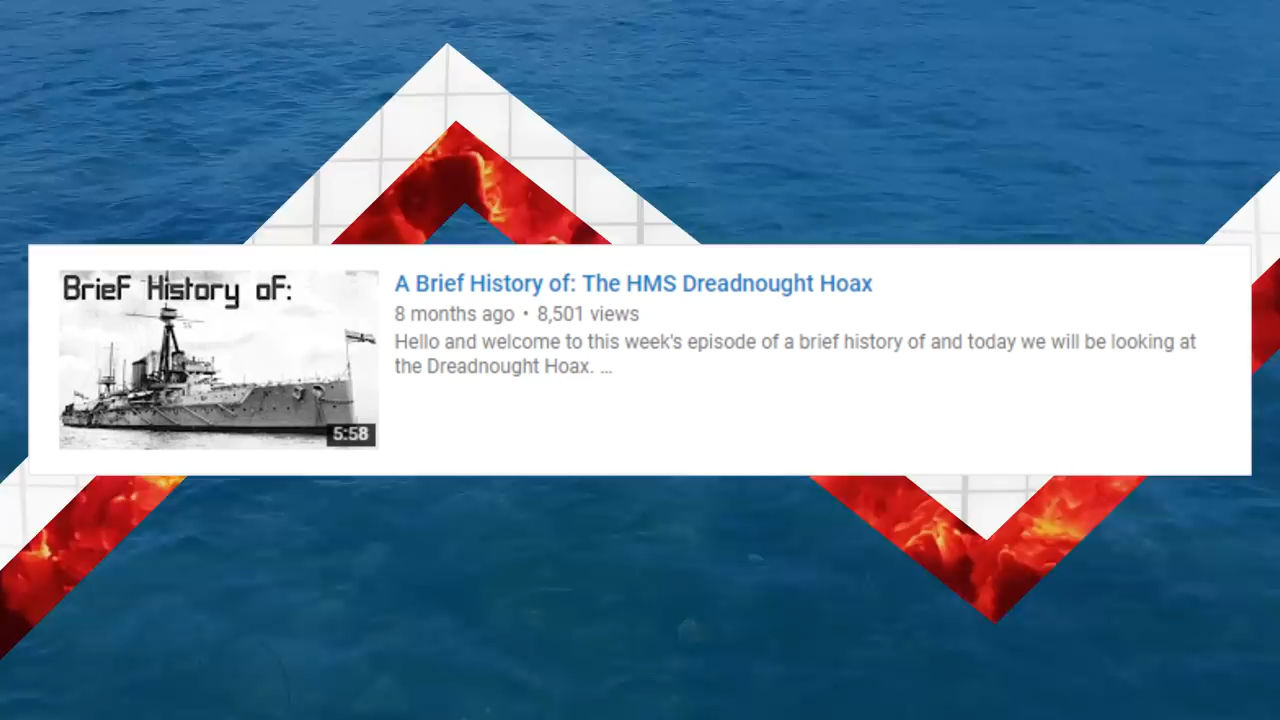 Brief History of:
5:58
A Brief History of: The HMS Dreadnought Hoax
8 months ago • 8,501 views
Hello and welcome to this week's episode of a brief history of and today we will be looking at
the Dreadnought Hoax. ...